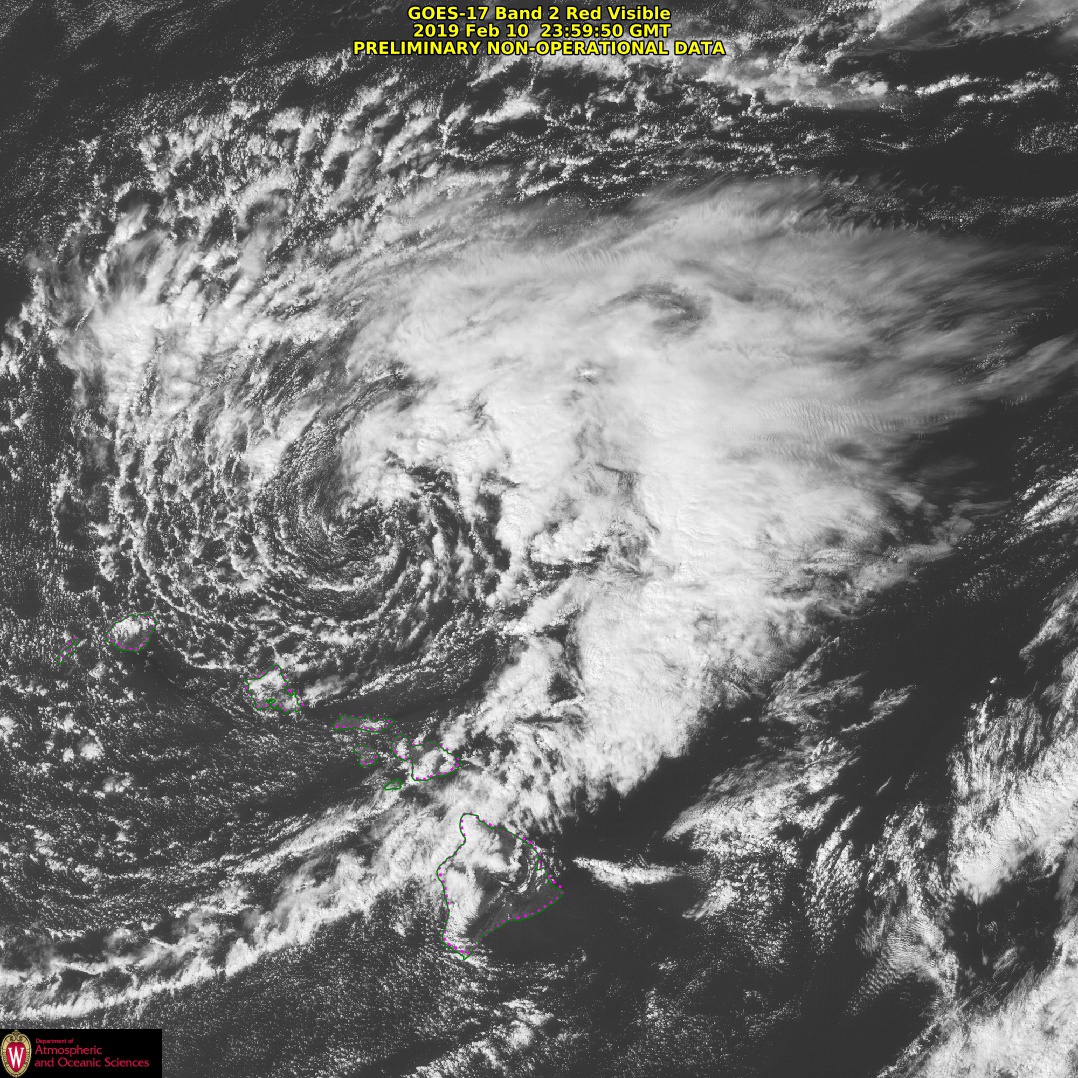 GOES-17 Band 2 Red Visible
2019 Feb 10  23:59:50 GMT
PRELIMINARY NON-OPERATIONAL DATA
W
Department of
Atmospheric
and Oceanic Sciences